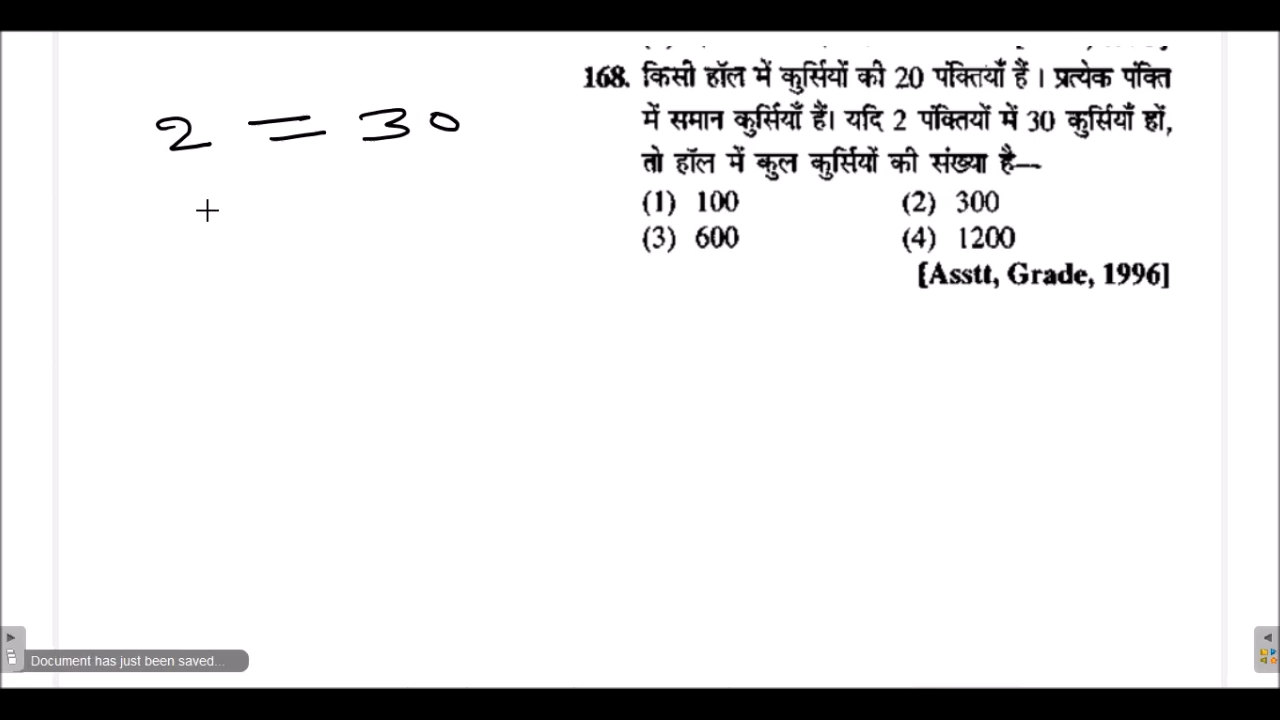 168. किसी हॉल में कुर्सियों की 20 पंक्तियाँ हैं । प्रत्येक पंक्ति
में समान कुर्सियाँ हैं। यदि 2 पंक्तियों में 30 कुर्सियाँ हों,
तो हॉल में कुल कुर्सियों की संख्या है—
(1) 100 (2) 300
(3) 600 (4) 1200
[Asstt, Grade, 1996]
2 = 30
Document has just been saved...